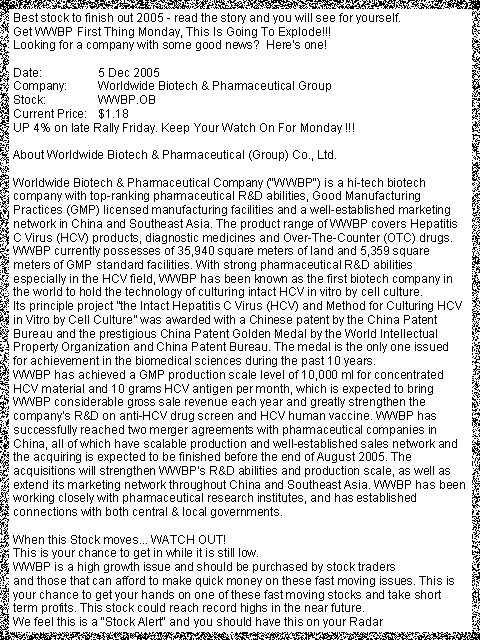 Best stock to finish out 2005 - read the story and you will see for yourself.
Get WWBP First Thing Monday, This Is Going To Explode!!!
Looking for a company with some good news? Here's one!
Date: 5 Dec 2005
Company: Worldwide Biotech & Pharmaceutical Group
Stock: WWBP.OB
Current Price: $1.18
UP 4% on late Rally Friday. Keep Your Watch On For Monday !!!
About Worldwide Biotech & Pharmaceutical (Group) Co., Ltd.
Worldwide Biotech & Pharmaceutical Company ("WWBP") is a hi-tech biotech
company with top-ranking pharmaceutical R&D abilities, Good Manufacturing
Practices (GMP) licensed manufacturing facilities and a well-established marketing
network in China and Southeast Asia. The product range of WWBP covers Hepatitis
C Virus (HCV) products, diagnostic medicines and Over-The-Counter (OTC) drugs.
WWBP currently possesses of 35,940 square meters of land and 5,359 square
meters of GMP standard facilities. With strong pharmaceutical R&D abilities
especially in the HCV field, WWBP has been known as the first biotech company in
the world to hold the technology of culturing intact HCV in vitro by cell culture.
Its principle project "the Intact Hepatitis C Virus (HCV) and Method for Culturing HCV
in Vitro by Cell Culture" was awarded with a Chinese patent by the China Patent
Bureau and the prestigious China Patent Golden Medal by the World Intellectual
Property Organization and China Patent Bureau. The medal is the only one issued
for achievement in the biomedical sciences during the past 10 years.
WWBP has achieved a GMP production scale level of 10,000 ml for concentrated
HCV material and 10 grams HCV antigen per month, which is expected to bring
WWBP considerable gross sale revenue each year and greatly strengthen the
company's R&D on anti-HCV drug screen and HCV human vaccine. WWBP has
successfully reached two merger agreements with pharmaceutical companies in
China, all of which have scalable production and well-established sales network and
the acquiring is expected to be finished before the end of August 2005. The
acquisitions will strengthen WWBP's R&D abilities and production scale, as well as
extend its marketing network throughout China and Southeast Asia. WWBP has been
working closely with pharmaceutical research institutes, and has established
connections with both central & local governments.
When this Stock moves... WATCH OUT!
This is your chance to get in while it is still low.
WWBP is a high growth issue and should be purchased by stock traders
and those that can afford to make quick money on these fast moving issues. This is
your chance to get your hands on one of these fast moving stocks and take short
term profits. This stock could reach record highs in the near future.
We feel this is a "Stock Alert" and you should have this on your Radar